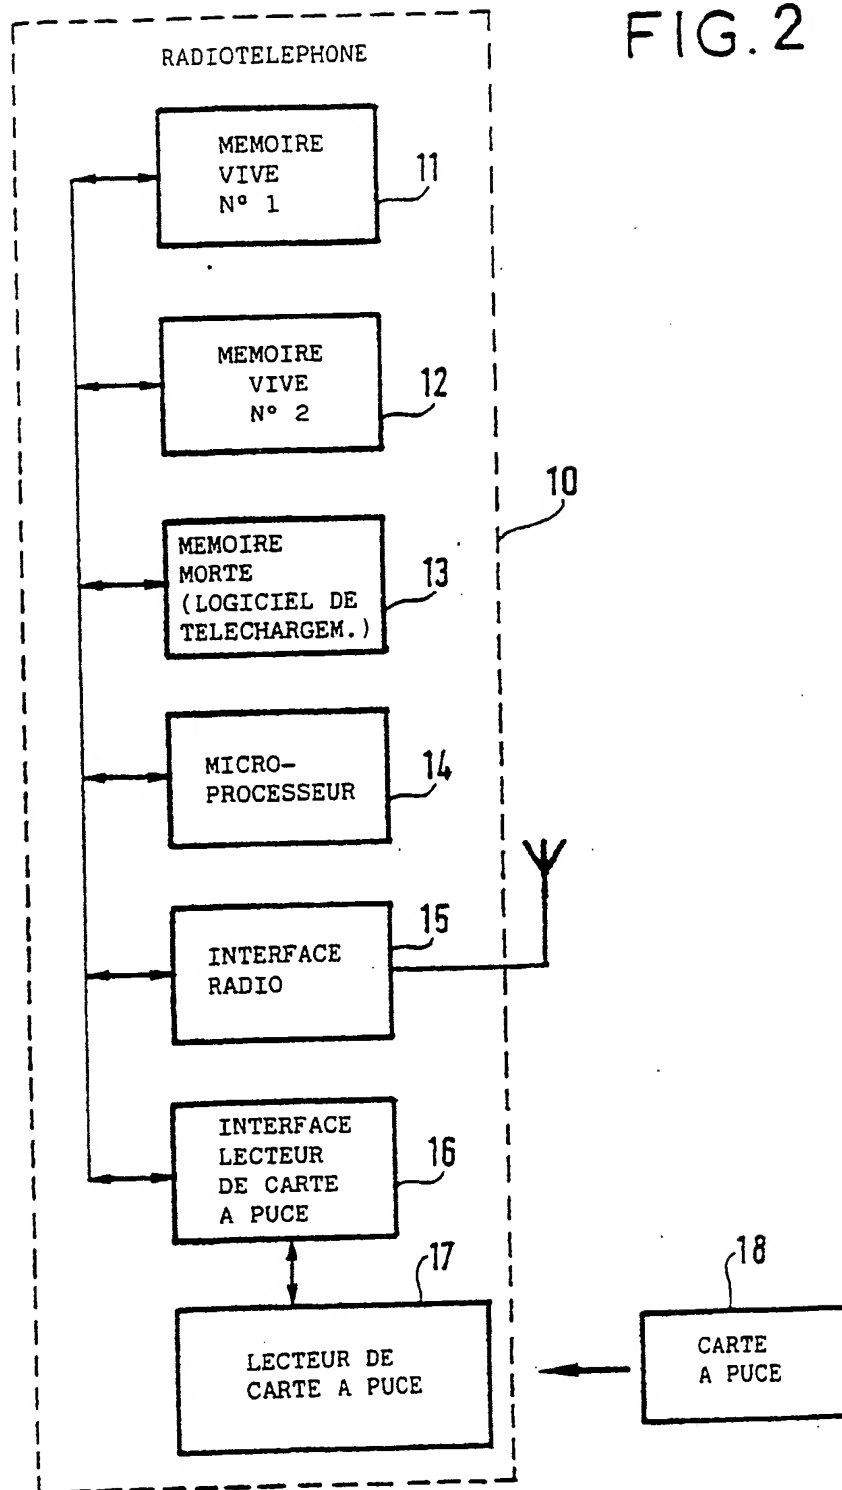 FIG.2
RADIOTELEPHONE
MEMOIRE
VIVE
N° 1
11
MEMOIRE
VIVE
N° 2
12
10
MEMOIRE
MORTE
(LOGICIEL DE
TELECHARGEM.)
13
MICRO-
PROCESSEUR
14
INTERFACE
RADIO
15
INTERFACE
LECTEUR
DE CARTE
A PUCE
16
17
LECTEUR DE
CARTE A PUCE
18
CARTE
A PUCE